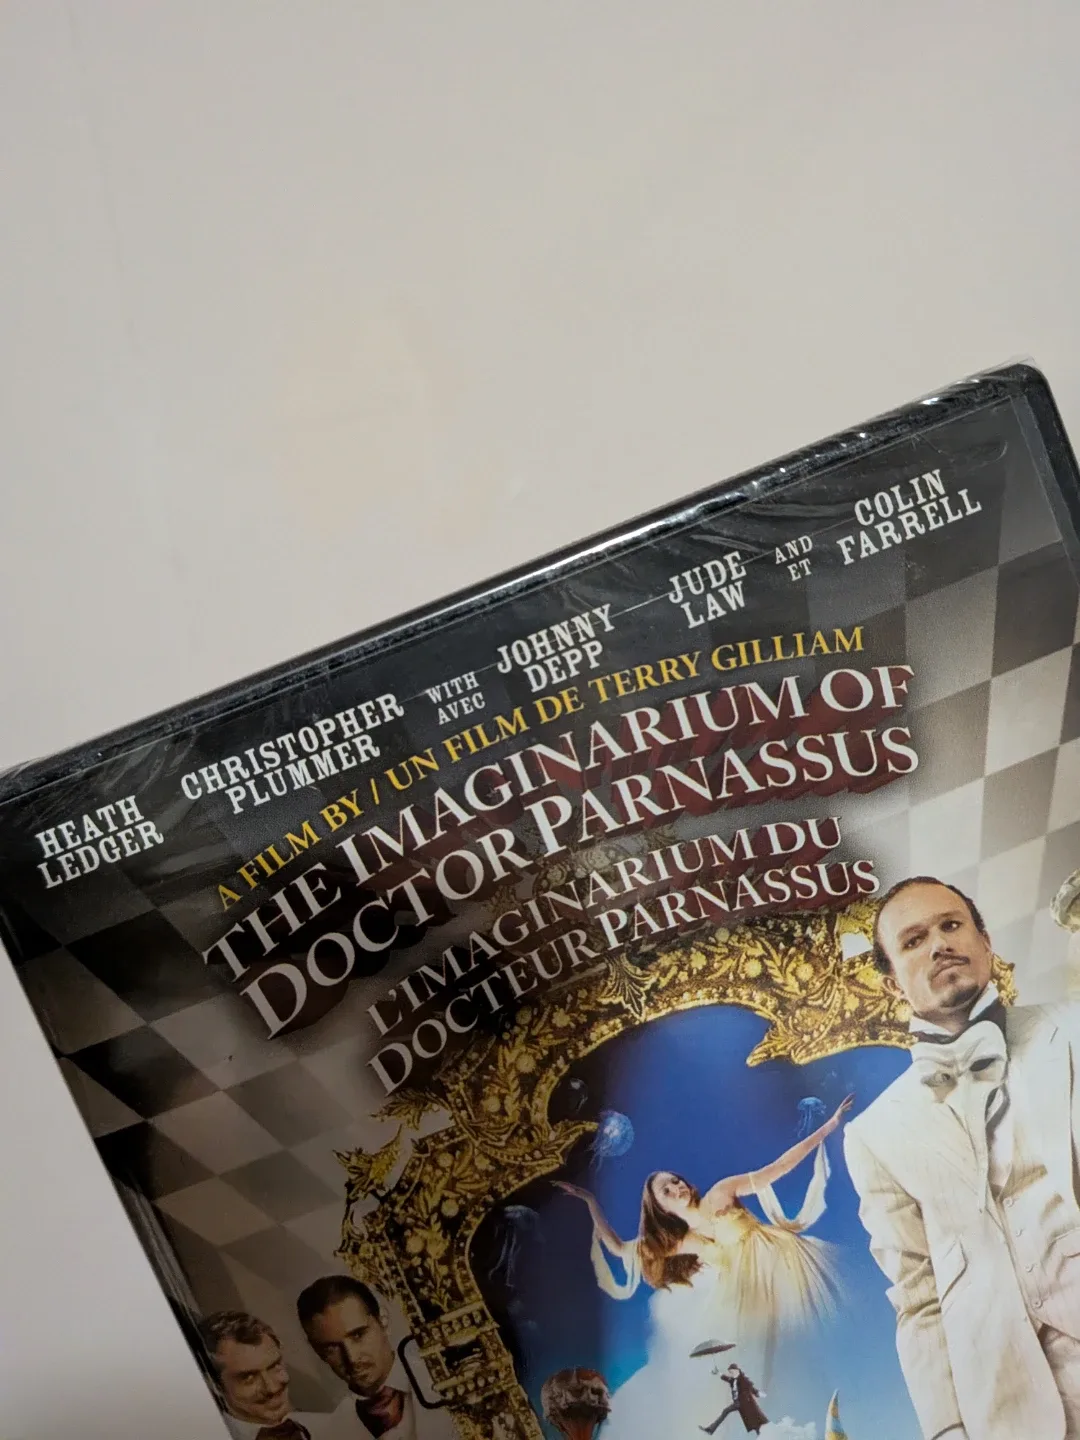 HEATH LEDGER
CHRISTOPHER PLUMMER
WITH
AVEC
JOHNNY DEPP
JUDE LAW
AND
ET
COLIN FARRELL
A FILM BY / UN FILM DE TERRY GILLIAM
THE IMAGINARIUM OF
DOCTOR PARNASSUS
L'IMAGINARIUM DU
DOCTEUR PARNASSUS